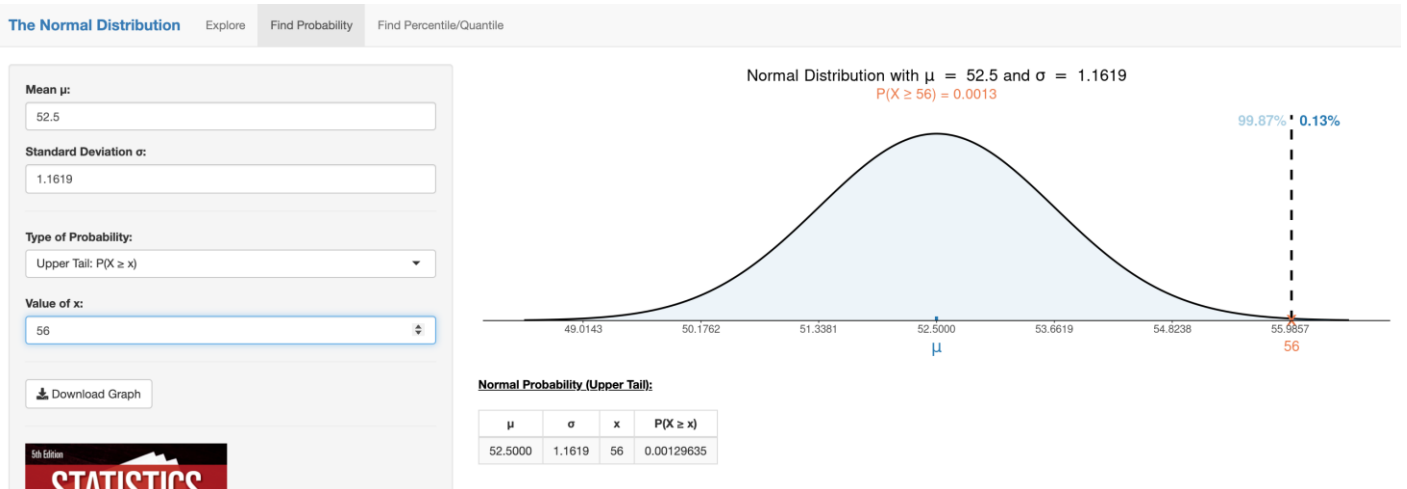 The Normal Distribution Explore Find Probability Find Percentile/Quantile
Mean μ:
52.5
Standard Deviation σ:
1.1619
Type of Probability:
Upper Tail: P(X ≥ x)
Value of x:
56
Download Graph
5th Edition
STATISTICS
Normal Distribution with μ = 52.5 and σ = 1.1619
P(X ≥ 56) = 0.0013
99.87% 0.13%
49.0143 50.1762 51.3381 52.5000 53.6619 54.8238 55.9857
μ 56
Normal Probability (Upper Tail):
μ σ x P(X ≥ x)
52.5000 1.1619 56 0.00129635